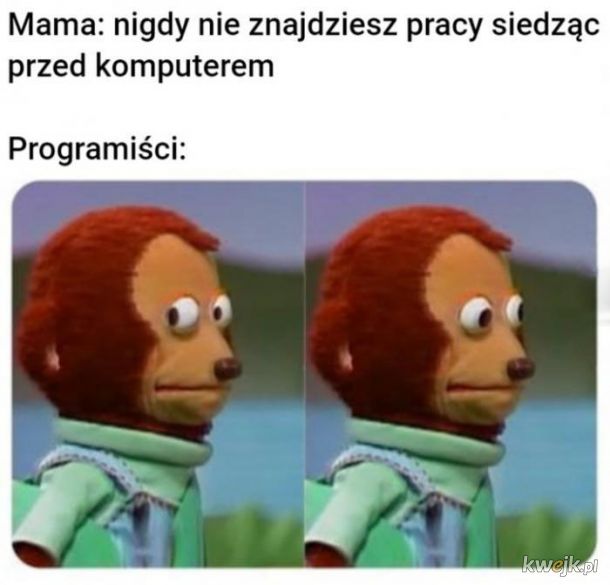 Mama: nigdy nie znajdziesz pracy siedząc
przed komputerem
Programiści:
kwejk.pl